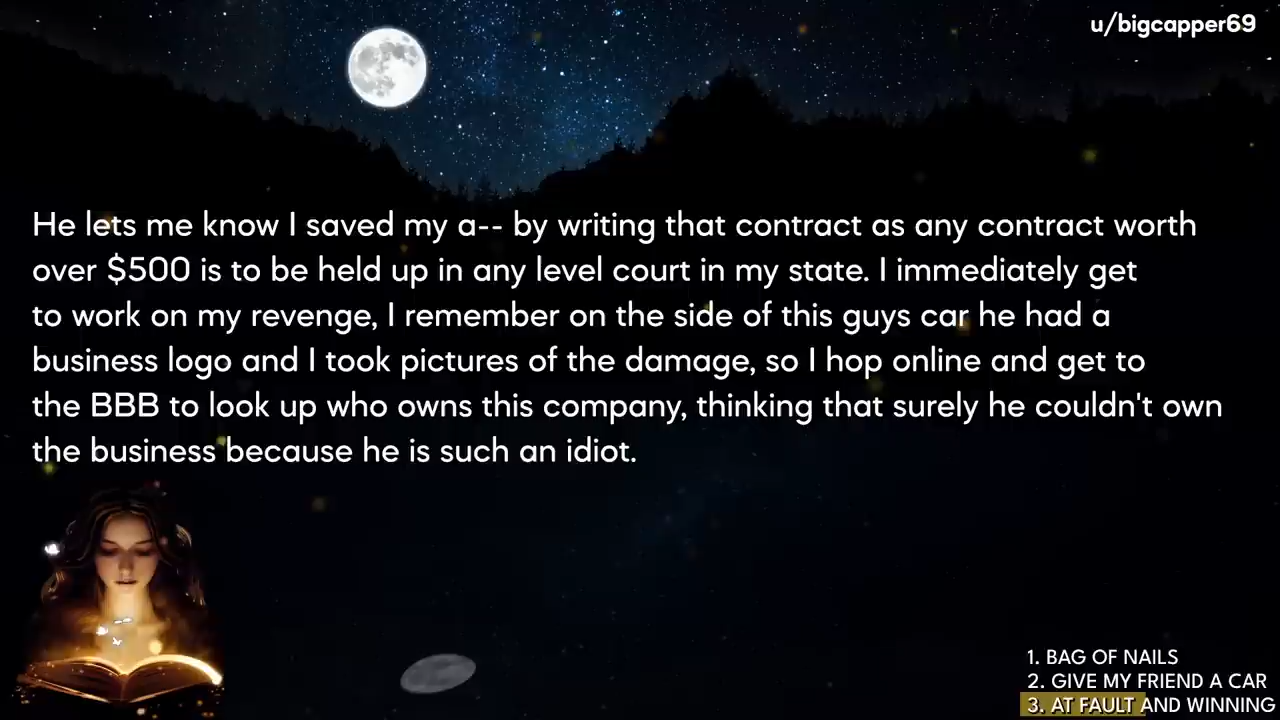 u/bigcapper69
He lets me know I saved my a-- by writing that contract as any contract worth
over $500 is to be held up in any level court in my state. I immediately get
to work on my revenge, I remember on the side of this guys car he had a
business logo and I took pictures of the damage, so I hop online and get to
the BBB to look up who owns this company, thinking that surely he couldn't own
the business because he is such an idiot.
1. BAG OF NAILS
2. GIVE MY FRIEND A CAR
3. AT FAULT AND WINNING